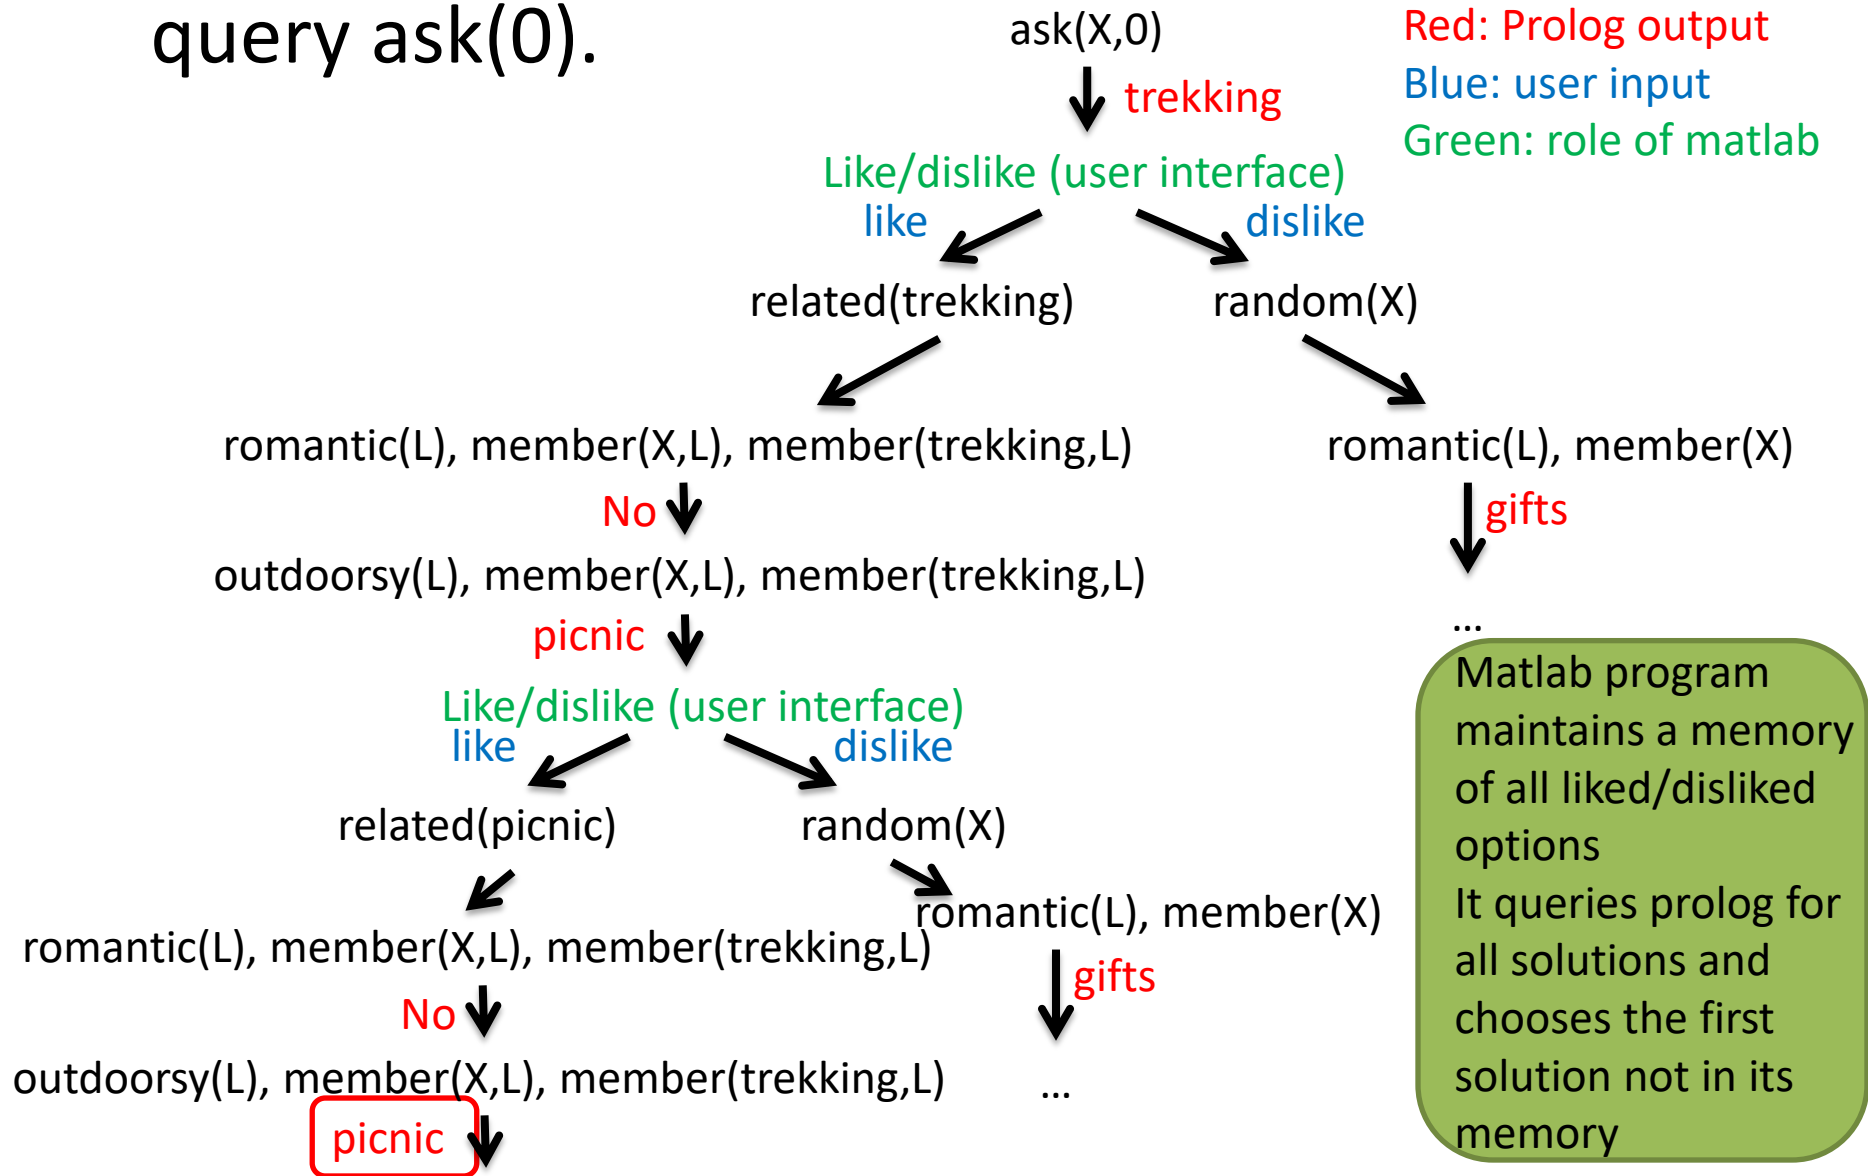 query ask(0).
ask(X,0)
Red: Prolog output
Blue: user input
Green: role of matlab
trekking
Like/dislike (user interface)
like
dislike
related(trekking)
random(X)
romantic(L), member(X,L), member(trekking,L)
romantic(L), member(X)
No
gifts
outdoorsy(L), member(X,L), member(trekking,L)
...
picnic
Like/dislike (user interface)
like
dislike
related(picnic)
random(X)
romantic(L), member(X,L), member(trekking,L)
romantic(L), member(X)
No
gifts
outdoorsy(L), member(X,L), member(trekking,L)
...
picnic
Matlab program
maintains a memory
of all liked/disliked
options
It queries prolog for
all solutions and
chooses the first
solution not in its
memory